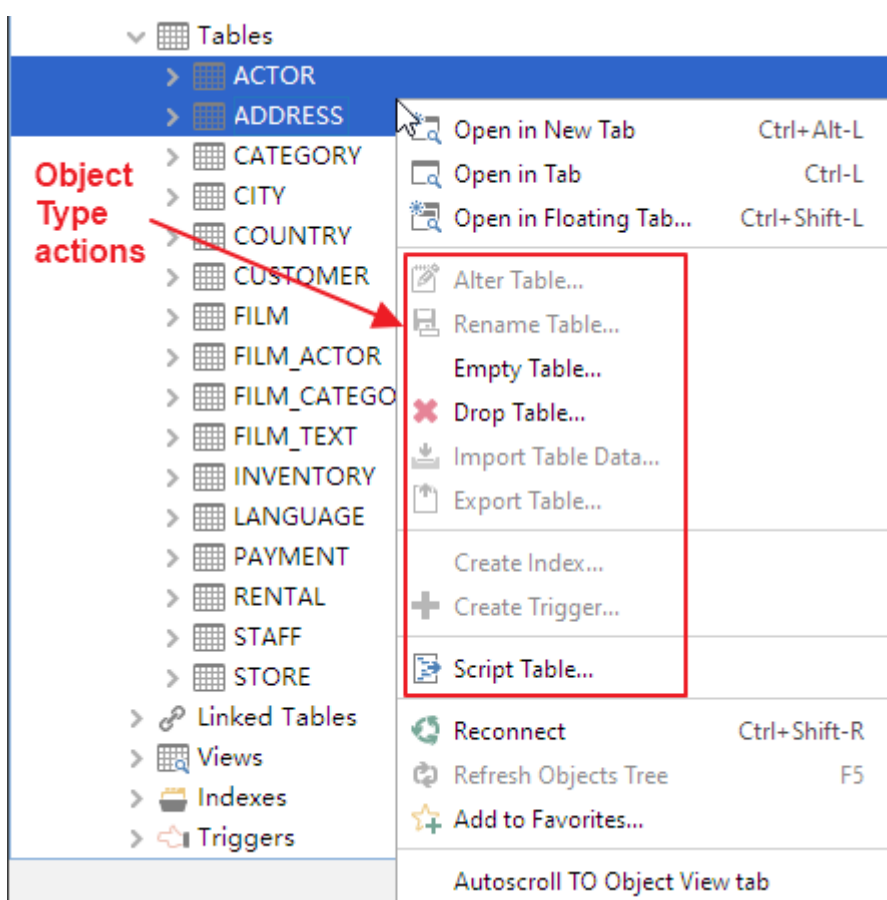 Tables
ACTOR
ADDRESS
CATEGORY
CITY
COUNTRY
CUSTOMER
FILM
FILM_ACTOR
FILM_CATEGO
FILM_TEXT
INVENTORY
LANGUAGE
PAYMENT
RENTAL
STAFF
STORE
Linked Tables
Views
Indexes
Triggers
Object
Type
actions
Open in New Tab Ctrl+Alt-L
Open in Tab Ctrl-L
Open in Floating Tab... Ctrl+Shift-L
Alter Table...
Rename Table...
Empty Table...
Drop Table...
Import Table Data...
Export Table...
Create Index...
Create Trigger...
Script Table...
Reconnect Ctrl+Shift-R
Refresh Objects Tree F5
Add to Favorites...
Autoscroll TO Object View tab